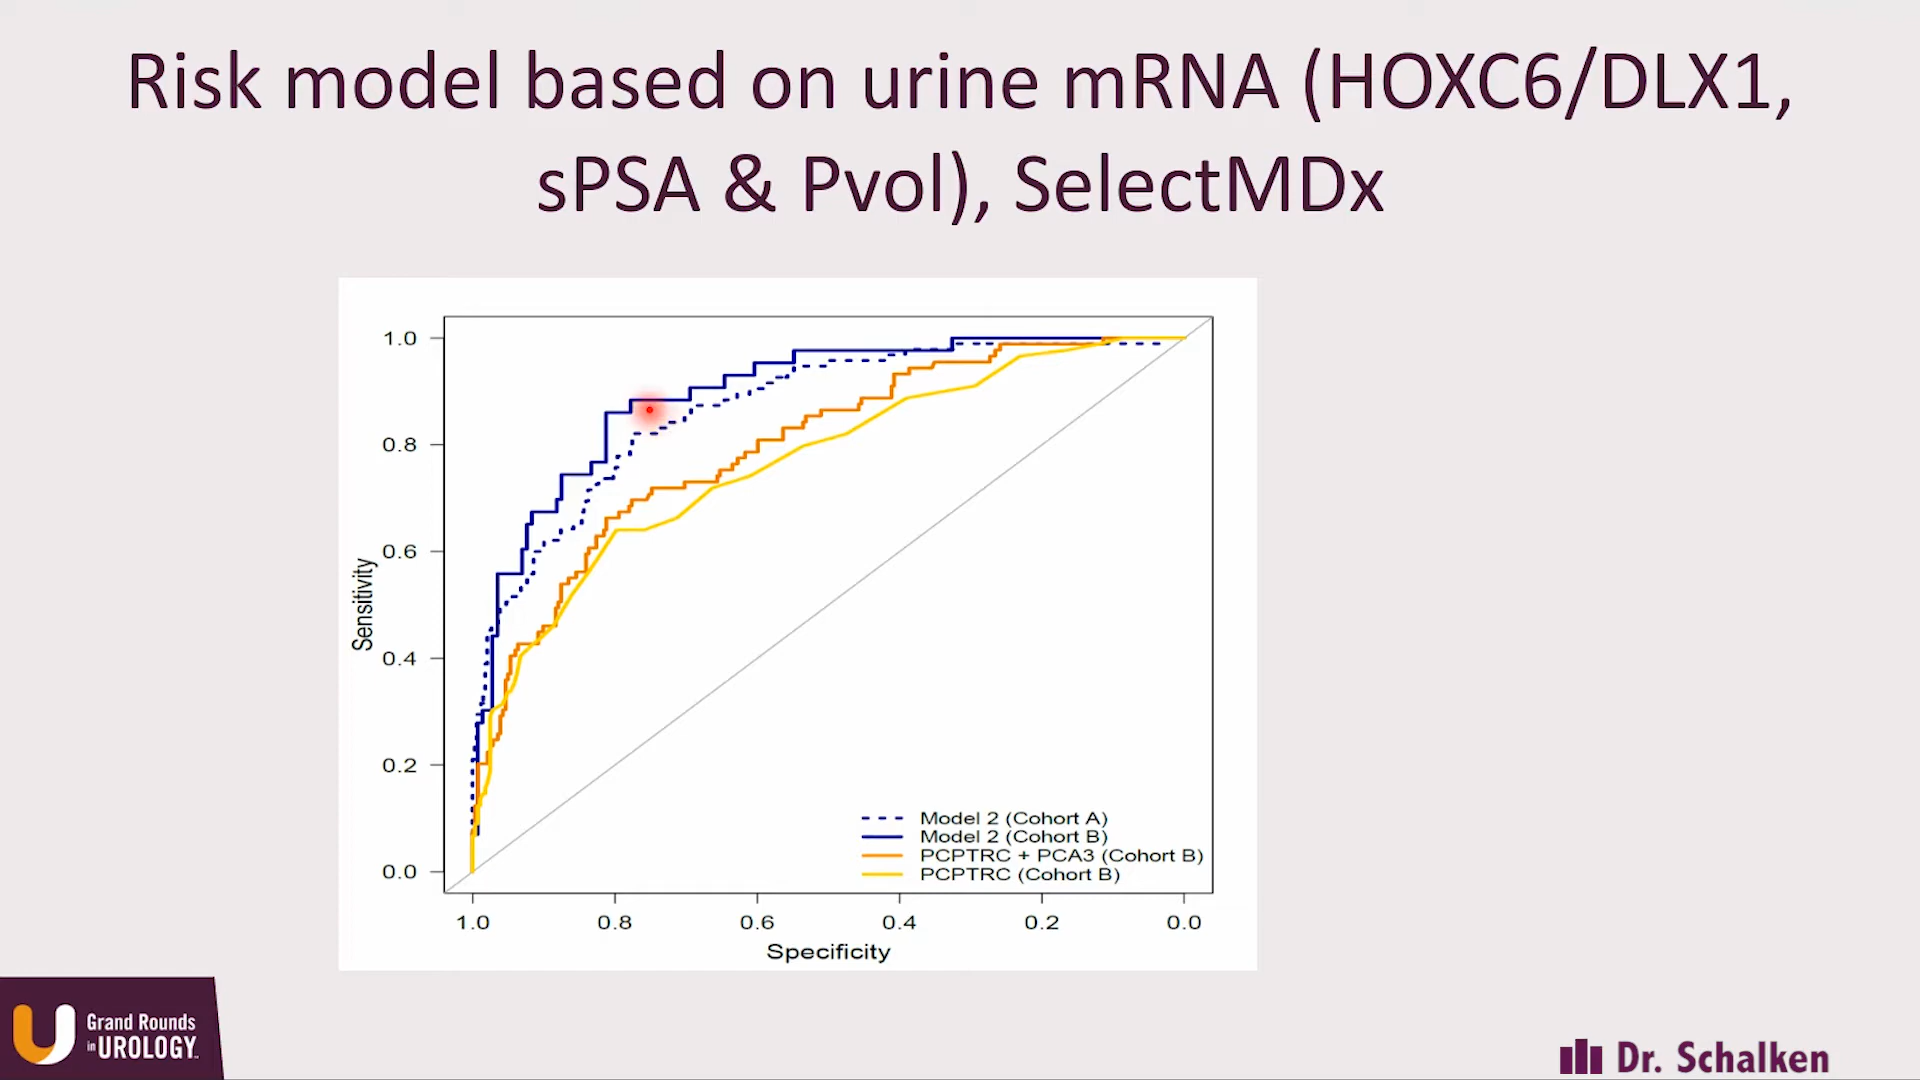 Risk model based on urine mRNA (HOXC6/DLX1,
sPSA & Pvol), SelectMDx
1.0
0.8
0.6
0.4
0.2
0.0
Sensitivity
Model 2 (Cohort A)
Model 2 (Cohort B)
PCPTRC + PCA3 (Cohort B)
PCPTRC (Cohort B)
1.0 0.8 0.6 0.4 0.2 0.0
Specificity
Grand Rounds
in UROLOGY
Dr. Schalken